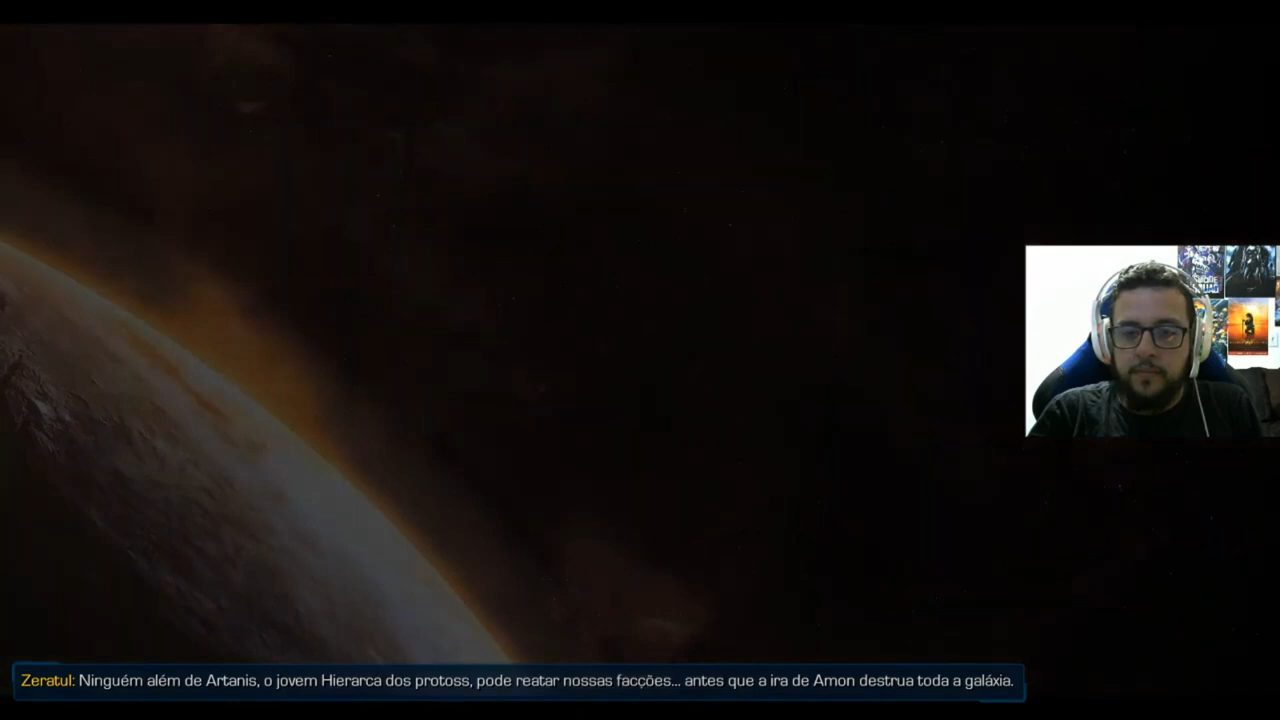 Zeratul: Ninguém além de Artanis, o jovem Hierarca dos protoss, pode reatar nossas facções... antes que a ira de Amon destrua toda a galáxia.